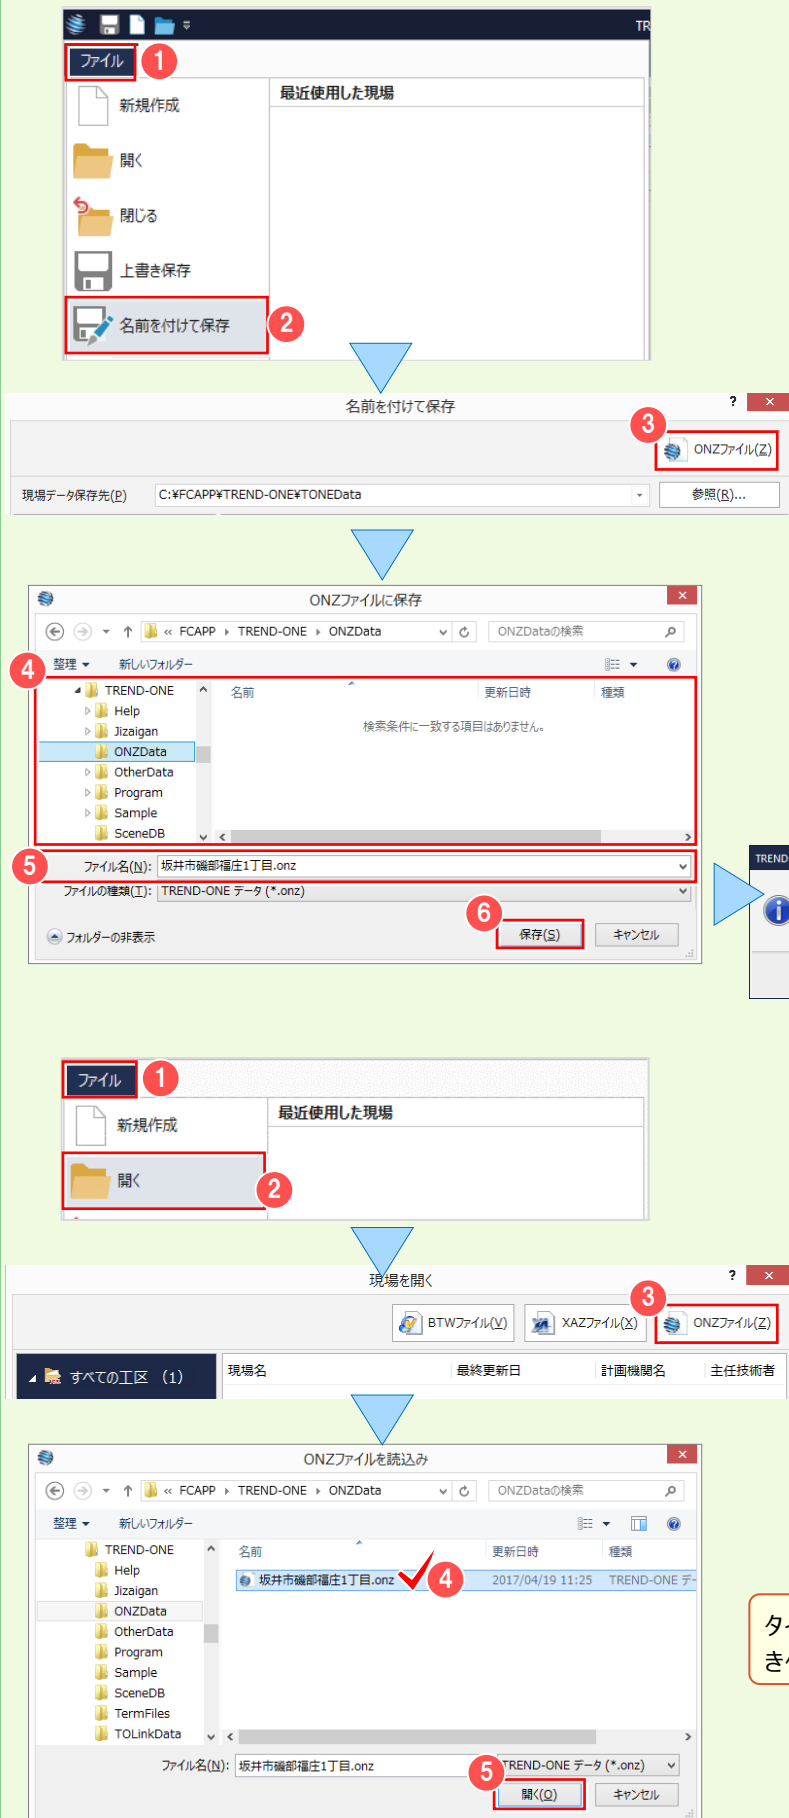 TR
ファイル
1
最近使用した現場
新規作成
開く
閉じる
上書き保存
名前を付けて保存
2
名前を付けて保存
? ×
3
ONZファイル(Z)
現場データ保存先(P)
C:¥FCAPP¥TREND-ONE¥TONEData
参照(R)...
ONZファイルに保存
×
« FCAPP ▸ TREND-ONE ▸ ONZData
ONZDataの検索
整理
新しいフォルダー
4
TREND-ONE
名前
更新日時
種類
Help
検索条件に一致する項目はありません。
Jizaigan
ONZData
OtherData
Program
Sample
SceneDB
5
ファイル名(N):
坂井市磯部福庄1丁目.onz
TREND
ファイルの種類(T):
TREND-ONE データ (*.onz)
6
フォルダーの非表示
保存(S)
キャンセル
ファイル
1
最近使用した現場
新規作成
開く
2
現場を開く
? ×
3
BTWファイル(V)
XAZファイル(X)
ONZファイル(Z)
すべての工区 (1)
現場名
最終更新日
計画機関名
主任技術者
ONZファイルを読込み
×
« FCAPP ▸ TREND-ONE ▸ ONZData
ONZDataの検索
整理
新しいフォルダー
TREND-ONE
名前
更新日時
種類
Help
坂井市磯部福庄1丁目.onz
4
2017/04/19 11:25
TREND-ONE デ
Jizaigan
ONZData
OtherData
Program
Sample
SceneDB
TermFiles
TOLinkData
ファイル名(N):
坂井市磯部福庄1丁目.onz
TREND-ONE データ (*.onz)
5
開く(O)
キャンセル
タ
き